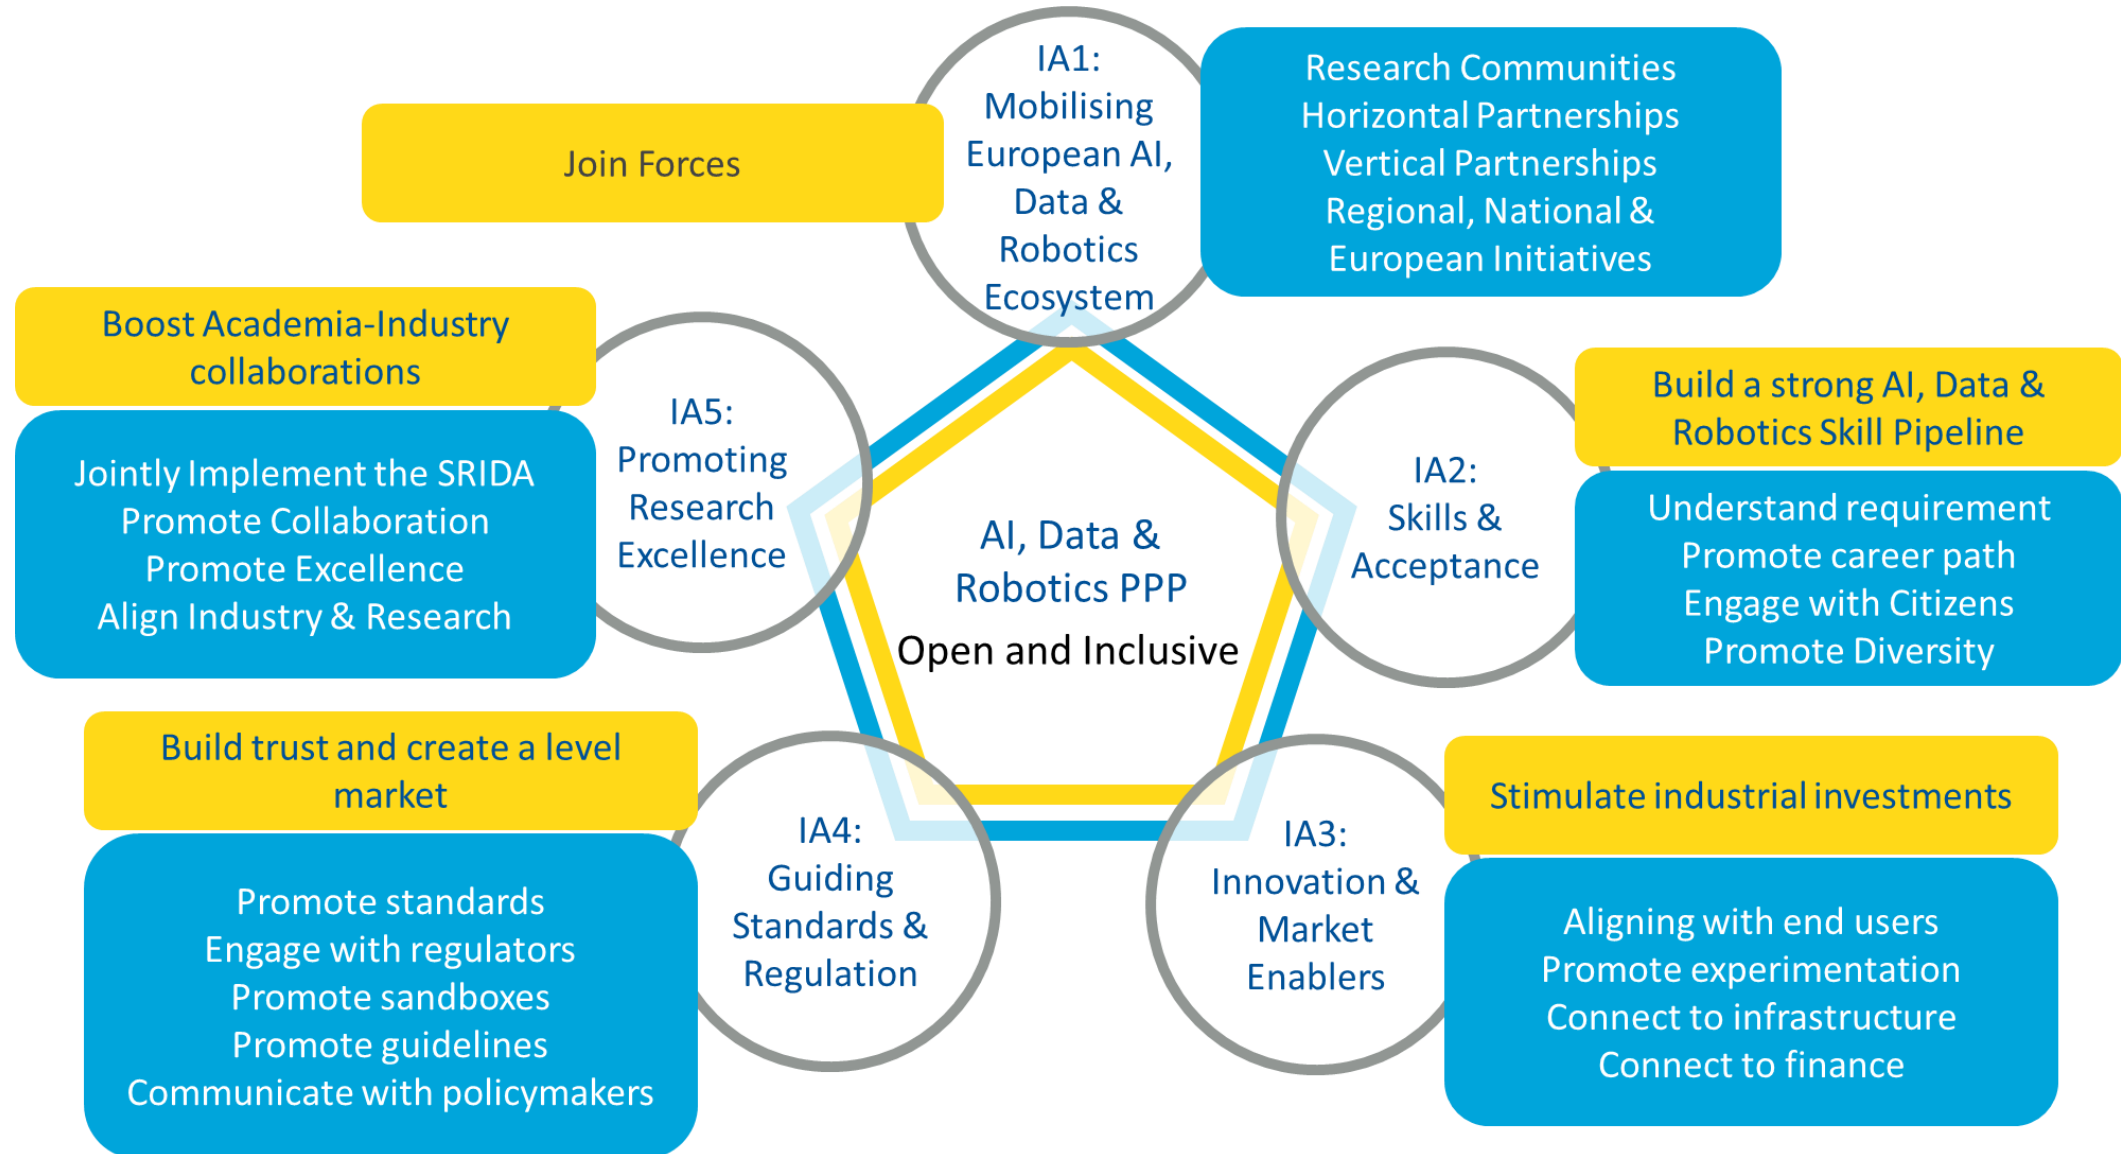 IA1:
Mobilising
European AI,
Data &
Robotics
Ecosystem
Join Forces
Research Communities
Horizontal Partnerships
Vertical Partnerships
Regional, National &
European Initiatives
Boost Academia-Industry
collaborations
Jointly Implement the SRIDA
Promote Collaboration
Promote Excellence
Align Industry & Research
IA5:
Promoting
Research
Excellence
AI, Data &
Robotics PPP
Open and Inclusive
IA2:
Skills &
Acceptance
Build a strong AI, Data &
Robotics Skill Pipeline
Understand requirement
Promote career path
Engage with Citizens
Promote Diversity
Build trust and create a level
market
Promote standards
Engage with regulators
Promote sandboxes
Promote guidelines
Communicate with policymakers
IA4:
Guiding
Standards &
Regulation
IA3:
Innovation &
Market
Enablers
Stimulate industrial investments
Aligning with end users
Promote experimentation
Connect to infrastructure
Connect to finance